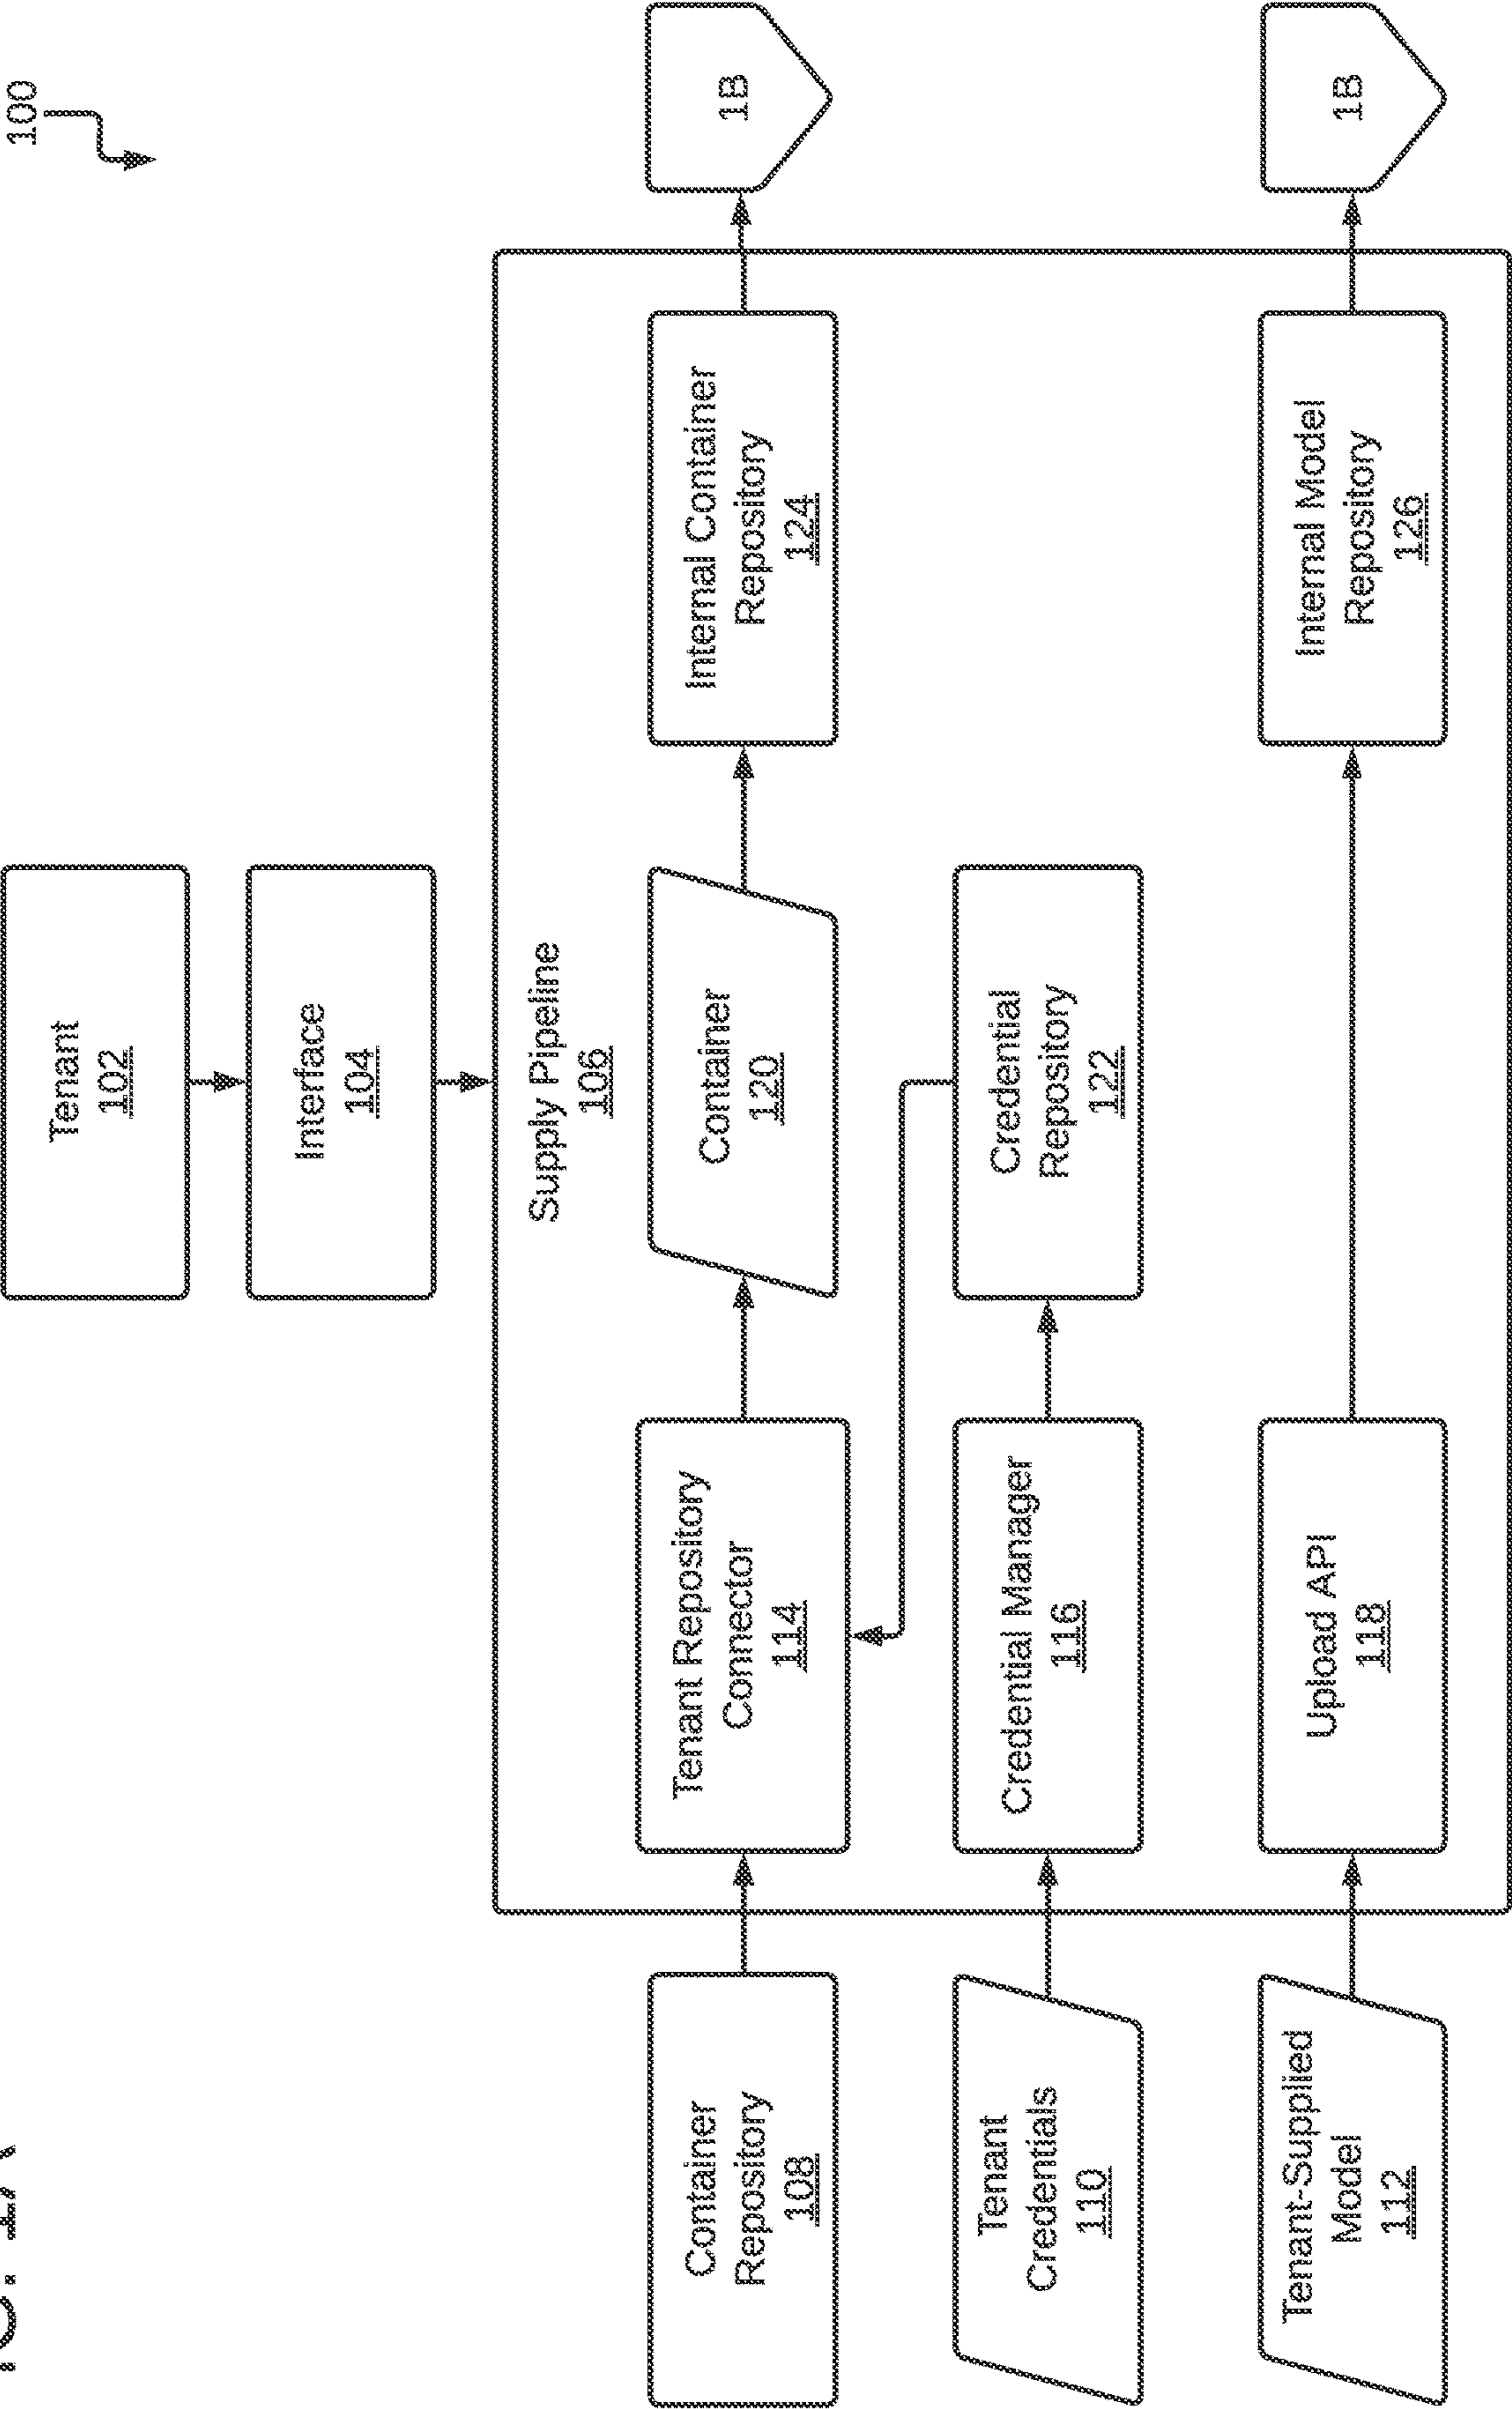 100
Tenant
102
Interface
104
Supply Pipeline
106
Container
Repository
108
Tenant Repository
Connector
114
Container
120
Internal Container
Repository
124
1B
Tenant
Credentials
110
Credential Manager
116
Credential
Repository
122
Tenant-Supplied
Model
112
Upload API
118
Internal Model
Repository
126
1B